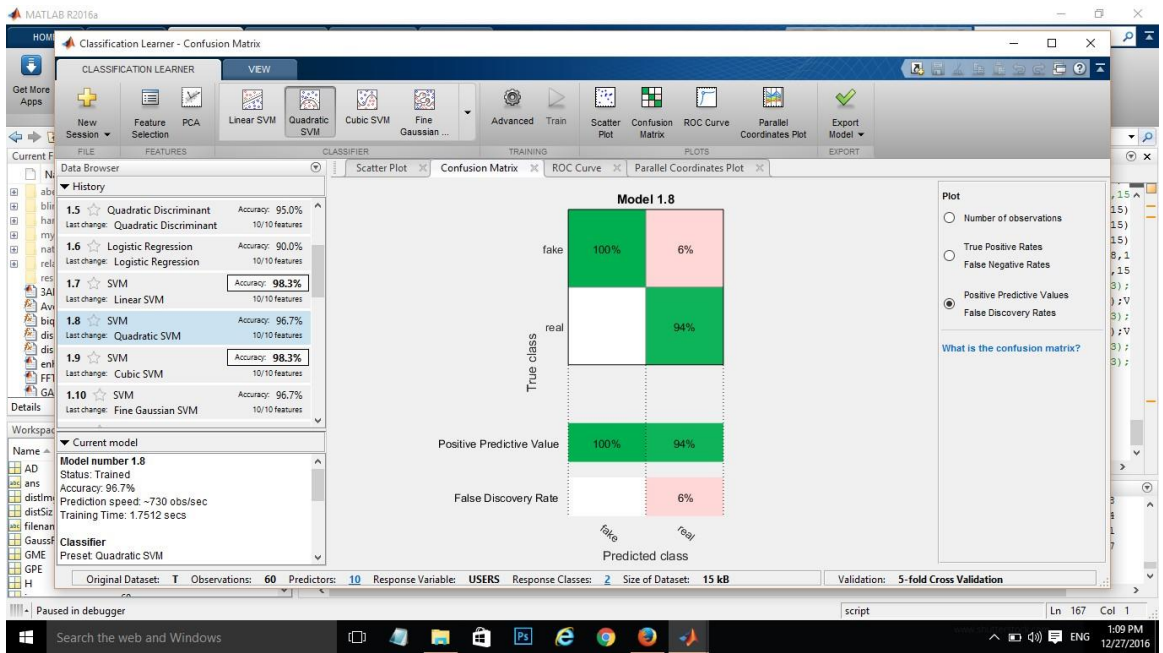 MATLAB R2016a
HOM
Classification Learner - Confusion Matrix
CLASSIFICATION LEARNER VIEW
Get More
Apps
New
Session
Feature
Selection
PCA
Linear SVM
Quadratic
SVM
Cubic SVM
Fine
Gaussian ...
Advanced
Train
Scatter
Plot
Confusion
Matrix
ROC Curve
Parallel
Coordinates Plot
Export
Model
FILE FEATURES CLASSIFIER TRAINING PLOTS EXPORT
Current F
Data Browser
Scatter Plot Confusion Matrix ROC Curve Parallel Coordinates Plot
History
1.5 Quadratic Discriminant Accuracy: 95.0%
Last change: Quadratic Discriminant 10/10 features
1.6 Logistic Regression Accuracy: 90.0%
Last change: Logistic Regression 10/10 features
1.7 SVM Accuracy: 98.3%
Last change: Linear SVM 10/10 features
1.8 SVM Accuracy: 96.7%
Last change: Quadratic SVM 10/10 features
1.9 SVM Accuracy: 98.3%
Last change: Cubic SVM 10/10 features
1.10 SVM Accuracy: 96.7%
Last change: Fine Gaussian SVM 10/10 features
Current model
Model number 1.8
Status: Trained
Accuracy: 96.7%
Prediction speed: ~730 obs/sec
Training Time: 1.7512 secs
Classifier
Preset: Quadratic SVM
Model 1.8
fake 100% 6%
real 94%
True class
Positive Predictive Value 100% 94%
False Discovery Rate 6%
fake real
Predicted class
Plot
Number of observations
True Positive Rates
False Negative Rates
Positive Predictive Values
False Discovery Rates
What is the confusion matrix?
Details
Workspac
Name
AD
ans
distIm
distSiz
filenan
GaussF
GME
GPE
H
Original Dataset: T Observations: 60 Predictors: 10 Response Variable: USERS Response Classes: 2 Size of Dataset: 15 kB Validation: 5-fold Cross Validation
Paused in debugger script Ln 167 Col 1
Search the web and Windows
ENG
1:09 PM
12/27/2016